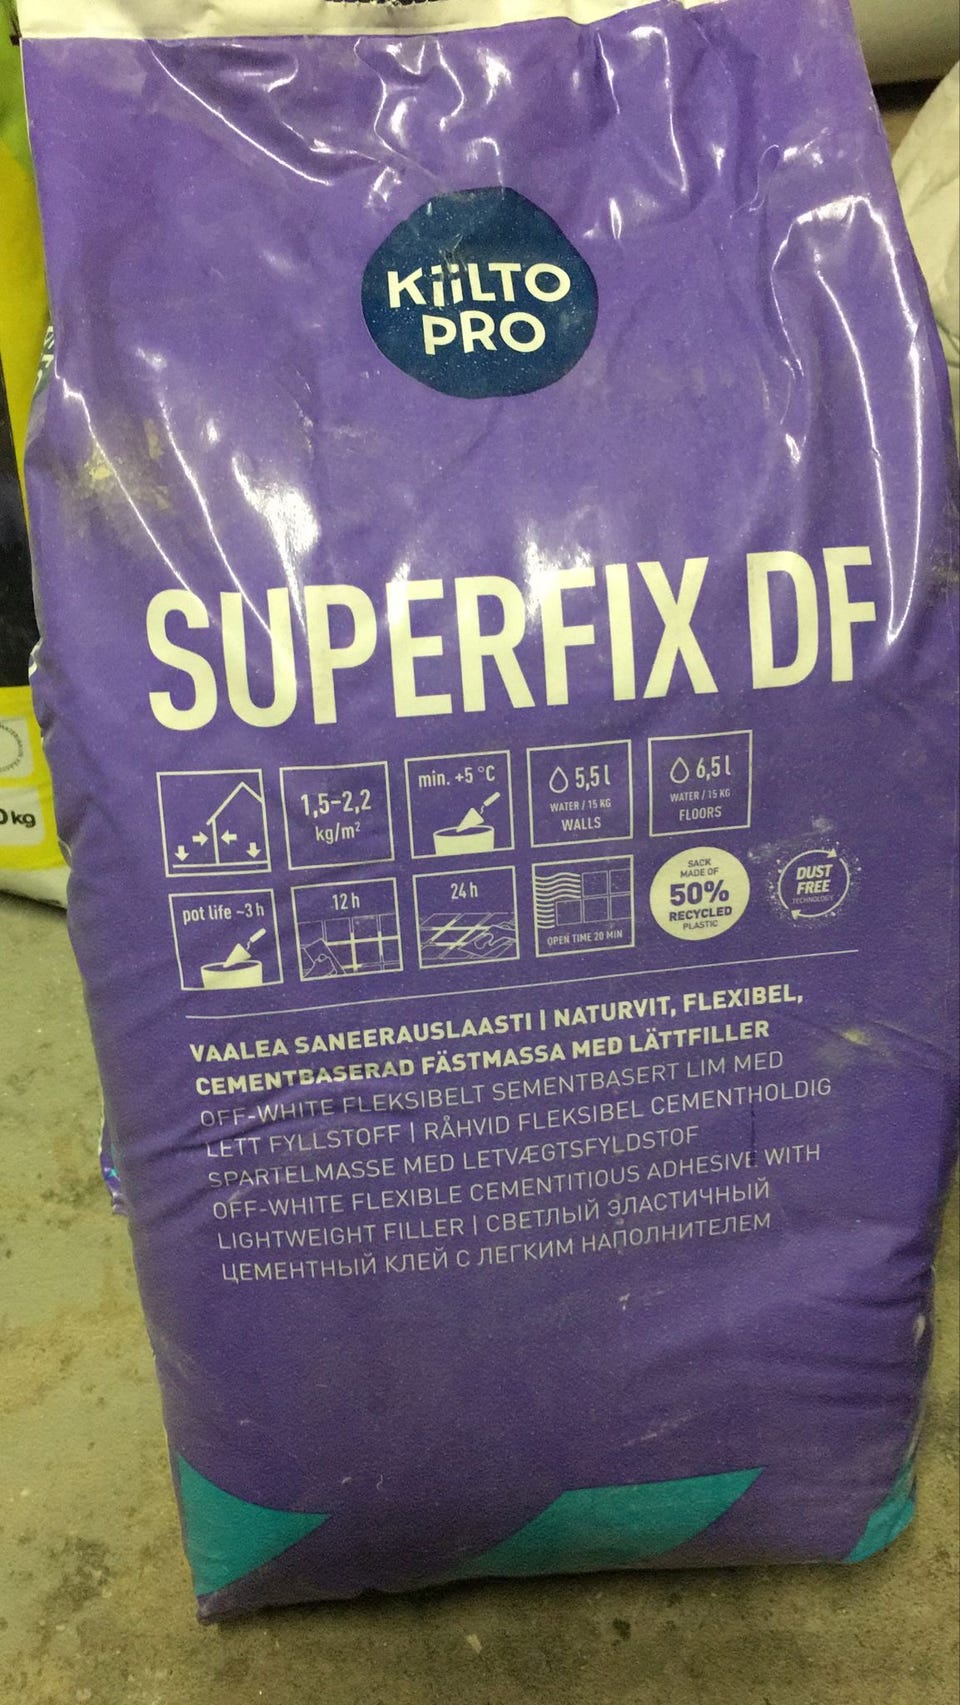 KiiLTO
PRO
SUPERFIX DF
1,5-2,2
kg/m²
min. +5 °C
5,5 l
WATER / 15 KG
WALLS
6,5 l
WATER / 15 KG
FLOORS
pot life ~3 h
12 h
24 h
OPEN TIME 20 MIN
SACK
MADE OF
50%
RECYCLED
PLASTIC
DUST
FREE
TECHNOLOGY
VAALEA SANEERAUSLAASTI | NATURVIT, FLEXIBEL,
CEMENTBASERAD FÄSTMASSA MED LÄTTFILLER
OFF-WHITE FLEKSIBELT SEMENTBASERT LIM MED
LETT FYLLSTOFF | RÅHVID FLEKSIBEL CEMENTHOLDIG
SPARTELMASSE MED LETVÆGTSFYLDSTOF
OFF-WHITE FLEXIBLE CEMENTITIOUS ADHESIVE WITH
LIGHTWEIGHT FILLER | СВЕТЛЫЙ ЭЛАСТИЧНЫЙ
ЦЕМЕНТНЫЙ КЛЕЙ С ЛЕГКИМ НАПОЛНИТЕЛЕМ
kg